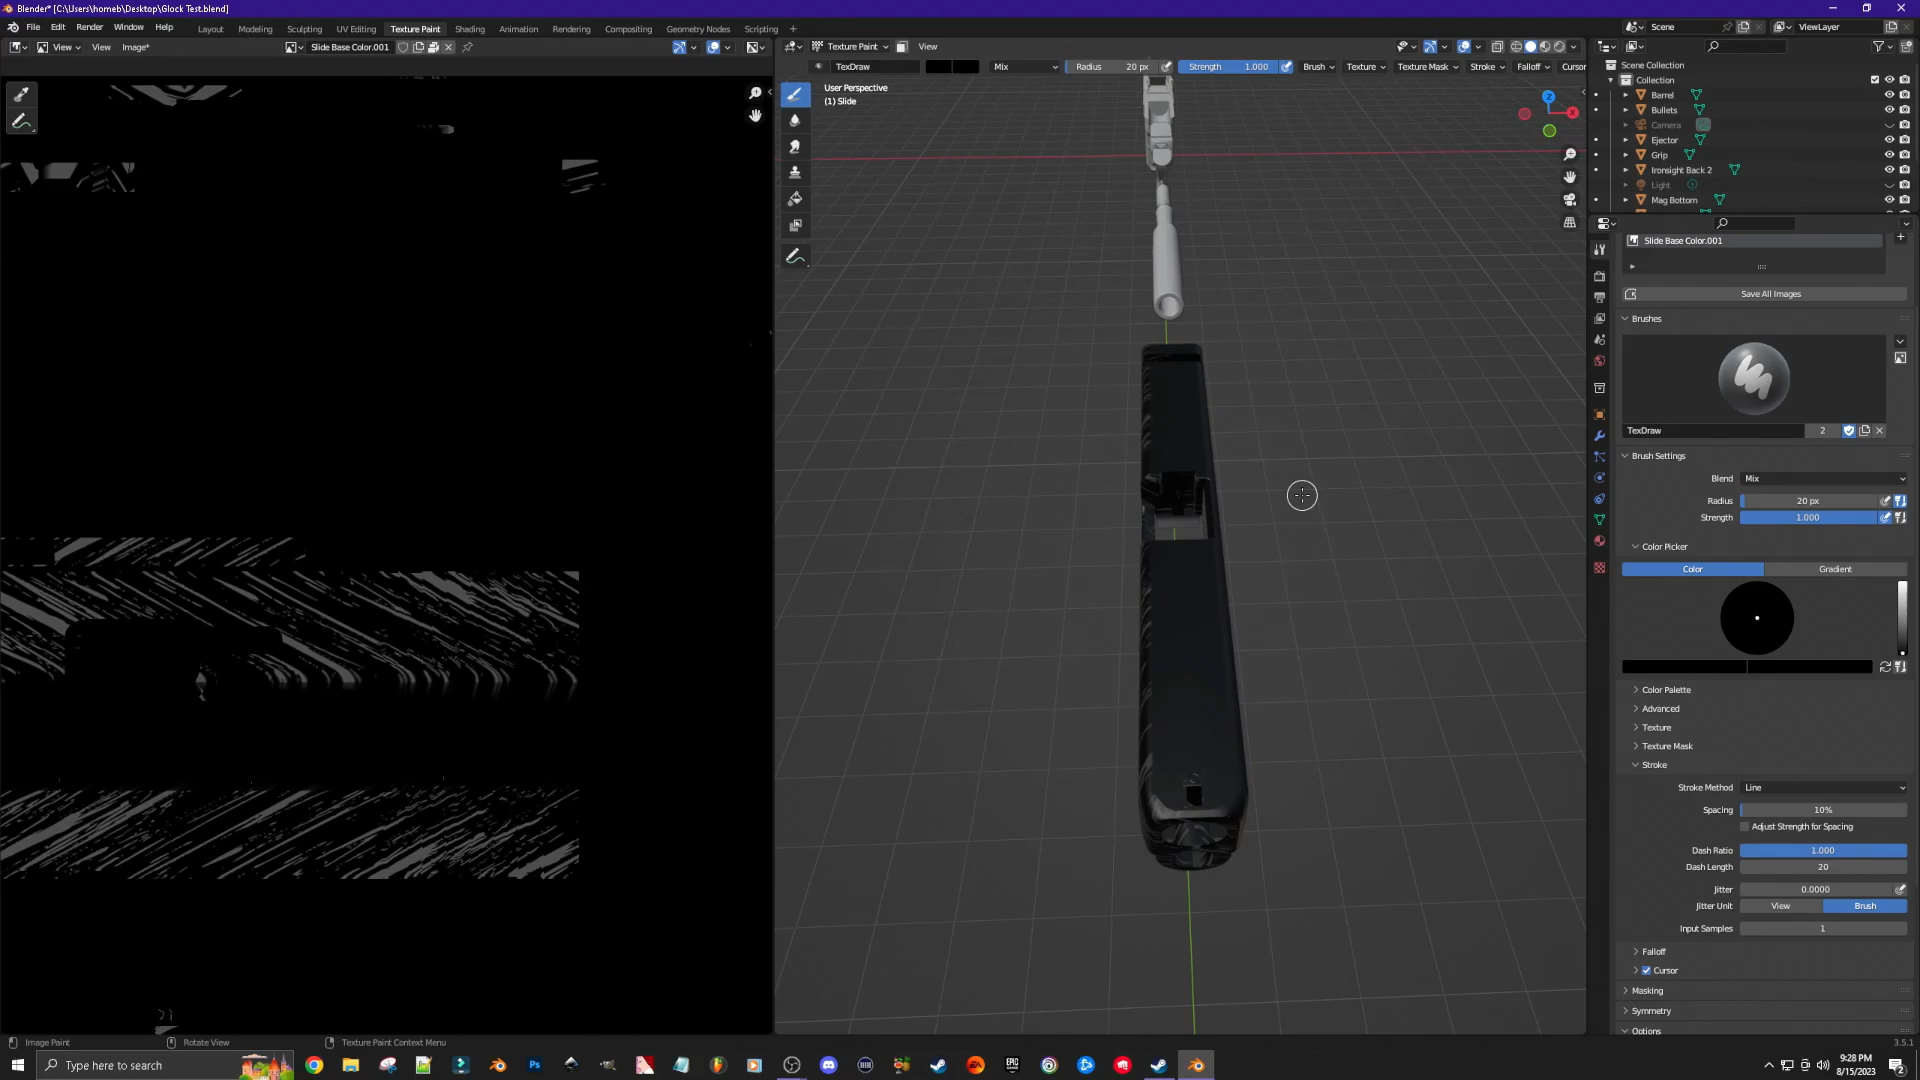 Blender* [C:\Users\homeb\Desktop\Glock Test.blend]
File Edit Render Window Help
Layout Modeling Sculpting UV Editing Texture Paint Shading Animation Rendering Compositing Geometry Nodes Scripting +
Scene
ViewLayer
View View Image*
Slide Base Color.001
Texture Paint View
TexDraw Mix Radius 20 px Strength 1.000 Brush Texture Texture Mask Stroke Falloff Cursor
User Perspective
(1) Slide
Z
X
Scene Collection
Collection
Barrel
Bullets
Camera
Ejector
Grip
Ironsight Back 2
Light
Mag Bottom
Slide Base Color.001
Save All Images
Brushes
TexDraw 2
Brush Settings
Blend Mix
Radius 20 px
Strength 1.000
Color Picker
Color Gradient
Color Palette
Advanced
Texture
Texture Mask
Stroke
Stroke Method Line
Spacing 10%
Adjust Strength for Spacing
Dash Ratio 1.000
Dash Length 20
Jitter 0.0000
Jitter Unit View Brush
Input Samples 1
Falloff
Cursor
Masking
Symmetry
Options
Image Paint Rotate View Texture Paint Context Menu
3.5.1
Type here to search
9:28 PM
8/15/2023